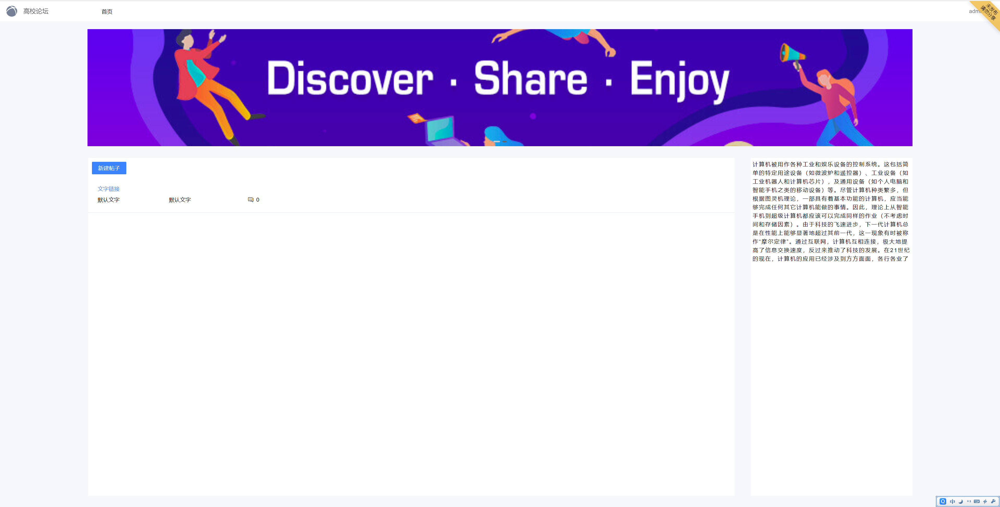 高校论坛
首页
adm
未发布
请勿分享
Discover · Share · Enjoy
新建帖子
文字链接
默认文字 默认文字 0
计算机被用作各种工业和娱乐设备的控制系统。这包括简
单的特定用途设备（如微波炉和遥控器）、工业设备（如
工业机器人和计算机芯片），及通用设备（如个人电脑和
智能手机之类的移动设备）等。尽管计算机种类繁多，但
根据图灵机理论，一部具有着基本功能的计算机，应当能
够完成任何其它计算机能做的事情。因此，理论上从智能
手机到超级计算机都应该可以完成同样的作业（不考虑时
间和存储因素）。由于科技的飞速进步，下一代计算机总
是在性能上能够显著地超过其前一代，这一现象有时被称
作“摩尔定律”。通过互联网，计算机互相连接，极大地提
高了信息交换速度，反过来推动了科技的发展。在21世纪
的现在，计算机的应用已经涉及到方方面面，各行各业了
中